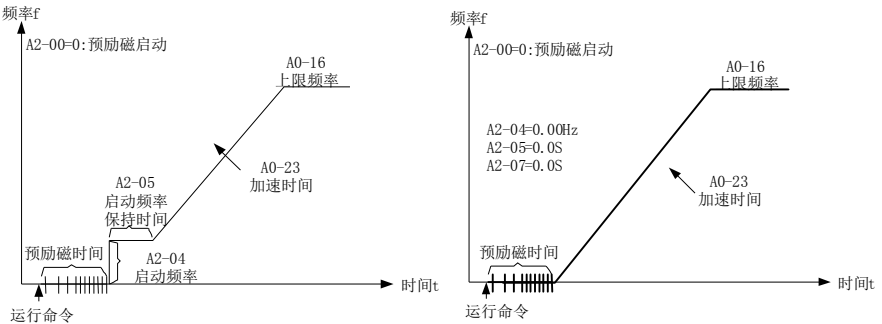 频率f
A2-00=0:预励磁启动
A0-16
上限频率
A0-23
加速时间
A2-05
启动频率
保持时间
预励磁时间
A2-04
启动频率
时间t
运行命令
频率f
A2-00=0:预励磁启动
A0-16
上限频率
A2-04=0.00Hz
A2-05=0.0S
A2-07=0.0S
A0-23
加速时间
预励磁时间
时间t
运行命令